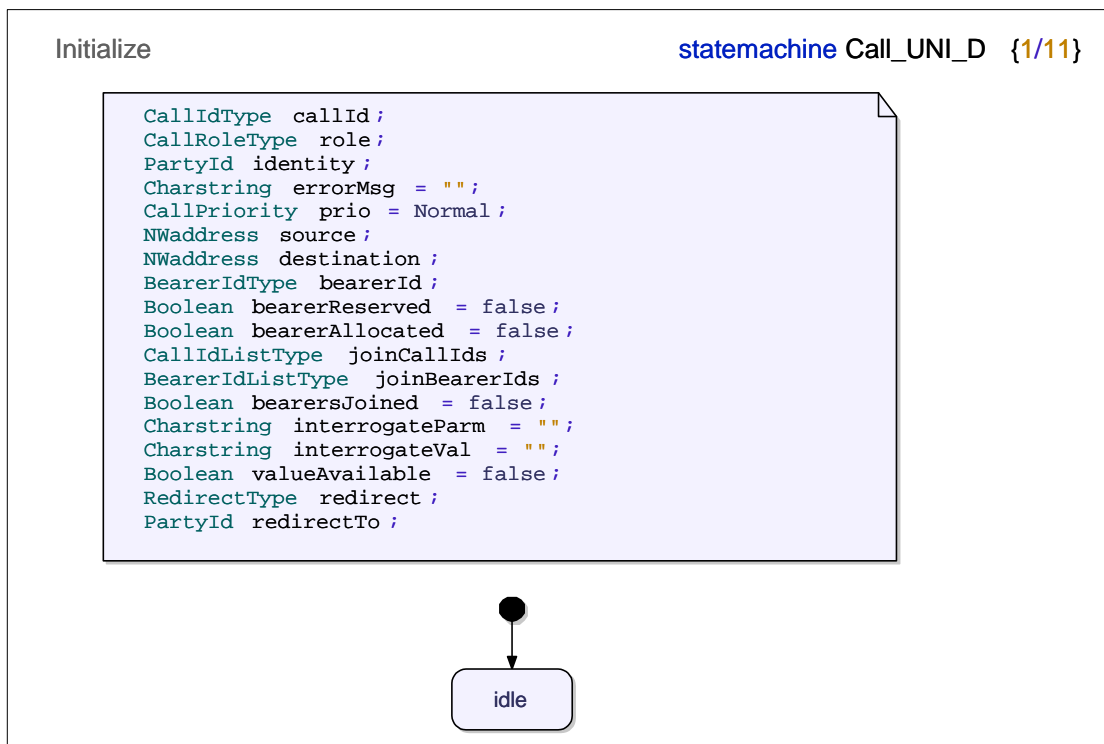 Initialize
statemachine Call_UNI_D {1/11}
CallIdType callId;
CallRoleType role;
PartyId identity;
Charstring errorMsg = "";
CallPriority prio = Normal;
NWaddress source;
NWaddress destination;
BearerIdType bearerId;
Boolean bearerReserved = false;
Boolean bearerAllocated = false;
CallIdListType joinCallIds;
BearerIdListType joinBearerIds;
Boolean bearersJoined = false;
Charstring interrogateParm = "";
Charstring interrogateVal = "";
Boolean valueAvailable = false;
RedirectType redirect;
PartyId redirectTo;
idle